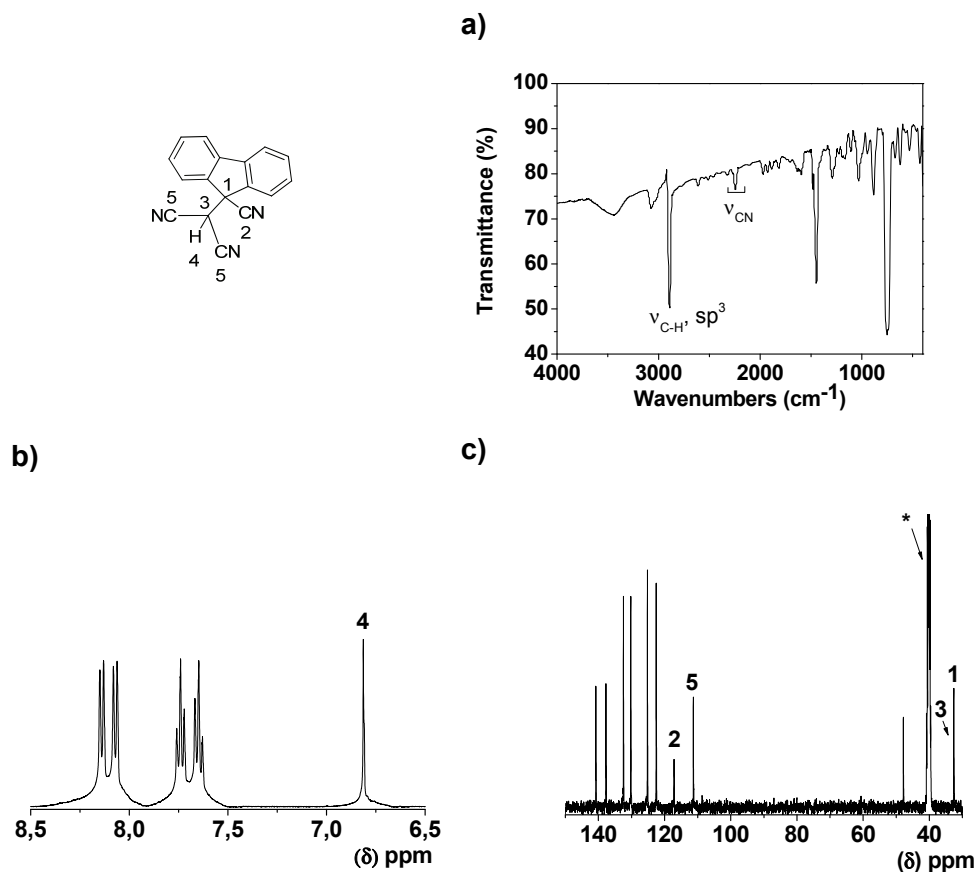 a)
100
90
80
70
60
50
40
Transmittance (%)
4000 3000 2000 1000
Wavenumbers (cm-1)
νCN
νC-H, sp3
1
5
3
NC
CN
2
H
4
CN
5
b)
4
8,5 8,0 7,5 7,0 6,5
(δ) ppm
c)
*
1
3
5
2
140 120 100 80 60 40
(δ) ppm